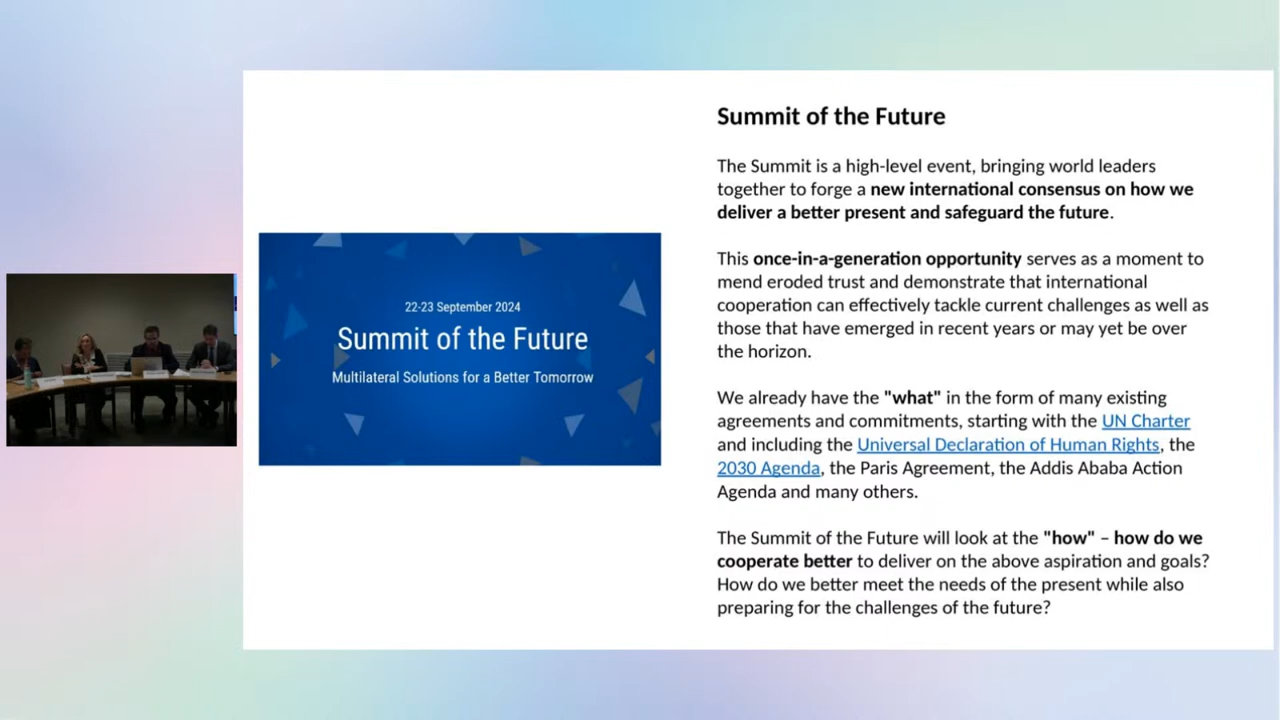 Summit of the Future
The Summit is a high-level event, bringing world leaders
together to forge a new international consensus on how we
deliver a better present and safeguard the future.
This once-in-a-generation opportunity serves as a moment to
mend eroded trust and demonstrate that international
cooperation can effectively tackle current challenges as well as
those that have emerged in recent years or may yet be over
the horizon.
We already have the "what" in the form of many existing
agreements and commitments, starting with the UN Charter
and including the Universal Declaration of Human Rights, the
2030 Agenda, the Paris Agreement, the Addis Ababa Action
Agenda and many others.
The Summit of the Future will look at the "how" – how do we
cooperate better to deliver on the above aspiration and goals?
How do we better meet the needs of the present while also
preparing for the challenges of the future?
22-23 September 2024
Summit of the Future
Multilateral Solutions for a Better Tomorrow